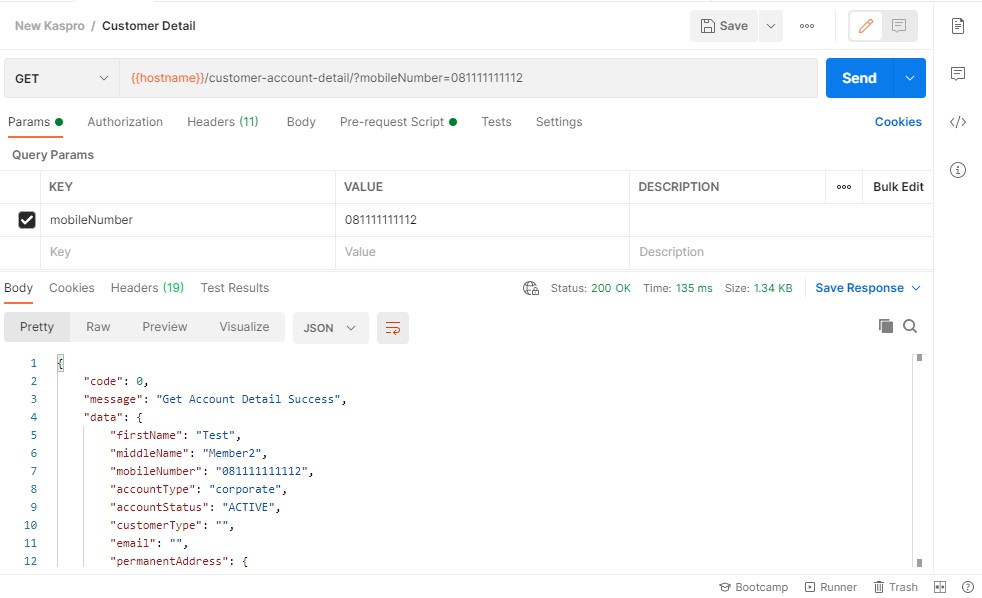 New Kaspro / Customer Detail
Save
GET
{{hostname}}/customer-account-detail/?mobileNumber=081111111112
Send
Params Authorization Headers (11) Body Pre-request Script Tests Settings Cookies
Query Params
KEY VALUE DESCRIPTION Bulk Edit
mobileNumber 081111111112
Key Value Description
Body Cookies Headers (19) Test Results Status: 200 OK Time: 135 ms Size: 1.34 KB Save Response
Pretty Raw Preview Visualize JSON
1 {
2 "code": 0,
3 "message": "Get Account Detail Success",
4 "data": {
5 "firstName": "Test",
6 "middleName": "Member2",
7 "mobileNumber": "081111111112",
8 "accountType": "corporate",
9 "accountStatus": "ACTIVE",
10 "customerType": "",
11 "email": "",
12 "permanentAddress": {
Bootcamp Runner Trash